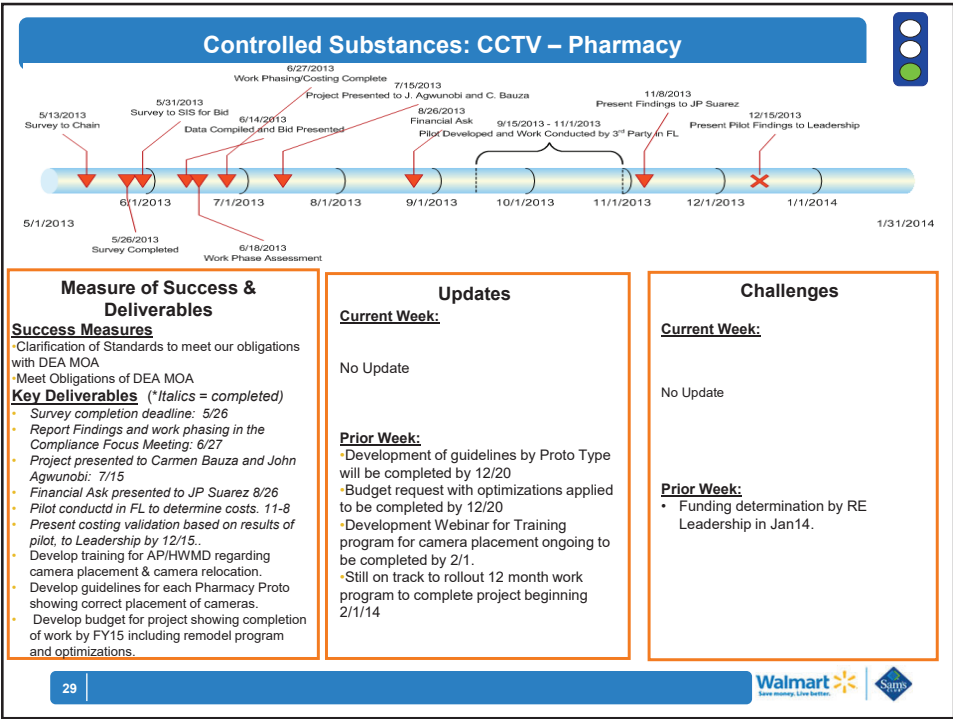 Controlled Substances: CCTV – Pharmacy
6/27/2013
Work Phasing/Costing Complete
7/15/2013
Project Presented to J. Agwunobi and C. Bauza
5/13/2013
Survey to Chain
5/31/2013
Survey to SIS for Bid
6/14/2013
Data Compiled and Bid Presented
8/26/2013
Financial Ask
9/15/2013 - 11/1/2013
Pilot Developed and Work Conducted by 3rd Party in FL
11/8/2013
Present Findings to JP Suarez
12/15/2013
Present Pilot Findings to Leadership
6/1/2013
7/1/2013
8/1/2013
9/1/2013
10/1/2013
11/1/2013
12/1/2013
1/1/2014
5/1/2013
1/31/2014
5/26/2013
Survey Completed
6/18/2013
Work Phase Assessment
Measure of Success &
Deliverables
Success Measures
•Clarification of Standards to meet our obligations
with DEA MOA
•Meet Obligations of DEA MOA
Key Deliverables (*Italics = completed)
• Survey completion deadline: 5/26
• Report Findings and work phasing in the
Compliance Focus Meeting: 6/27
• Project presented to Carmen Bauza and John
Agwunobi: 7/15
• Financial Ask presented to JP Suarez 8/26
• Pilot conductd in FL to determine costs. 11-8
• Present costing validation based on results of
pilot, to Leadership by 12/15..
• Develop training for AP/HWMD regarding
camera placement & camera relocation.
• Develop guidelines for each Pharmacy Proto
showing correct placement of cameras.
• Develop budget for project showing completion
of work by FY15 including remodel program
and optimizations.
Updates
Current Week:
No Update
Prior Week:
•Development of guidelines by Proto Type
will be completed by 12/20
•Budget request with optimizations applied
to be completed by 12/20
•Development Webinar for Training
program for camera placement ongoing to
be completed by 2/1.
•Still on track to rollout 12 month work
program to complete project beginning
2/1/14
Challenges
Current Week:
No Update
Prior Week:
• Funding determination by RE
Leadership in Jan14.
29
Walmart
Save money. Live better.
Sam's
CLUB